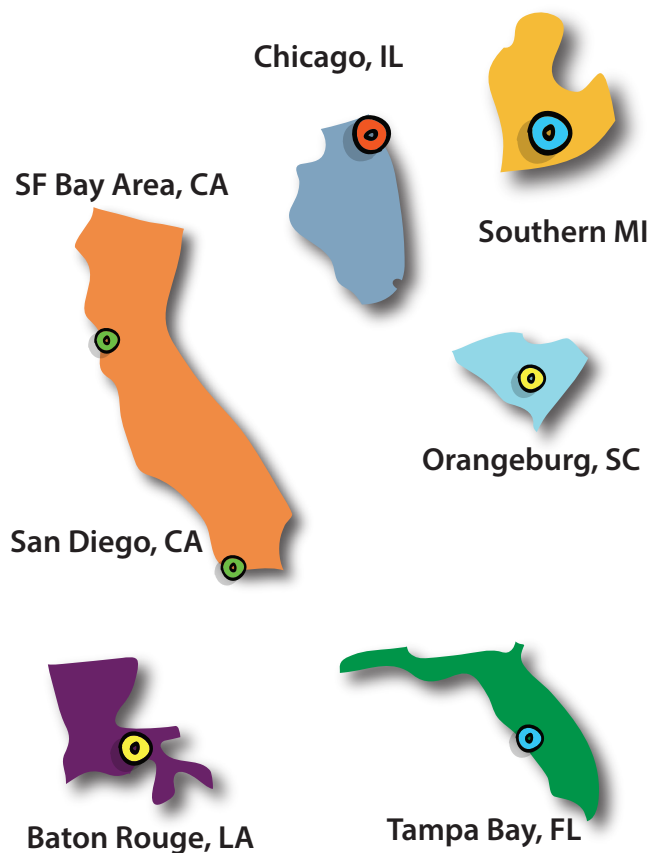 Chicago, IL
SF Bay Area, CA
Southern MI
Orangeburg, SC
San Diego, CA
Baton Rouge, LA
Tampa Bay, FL